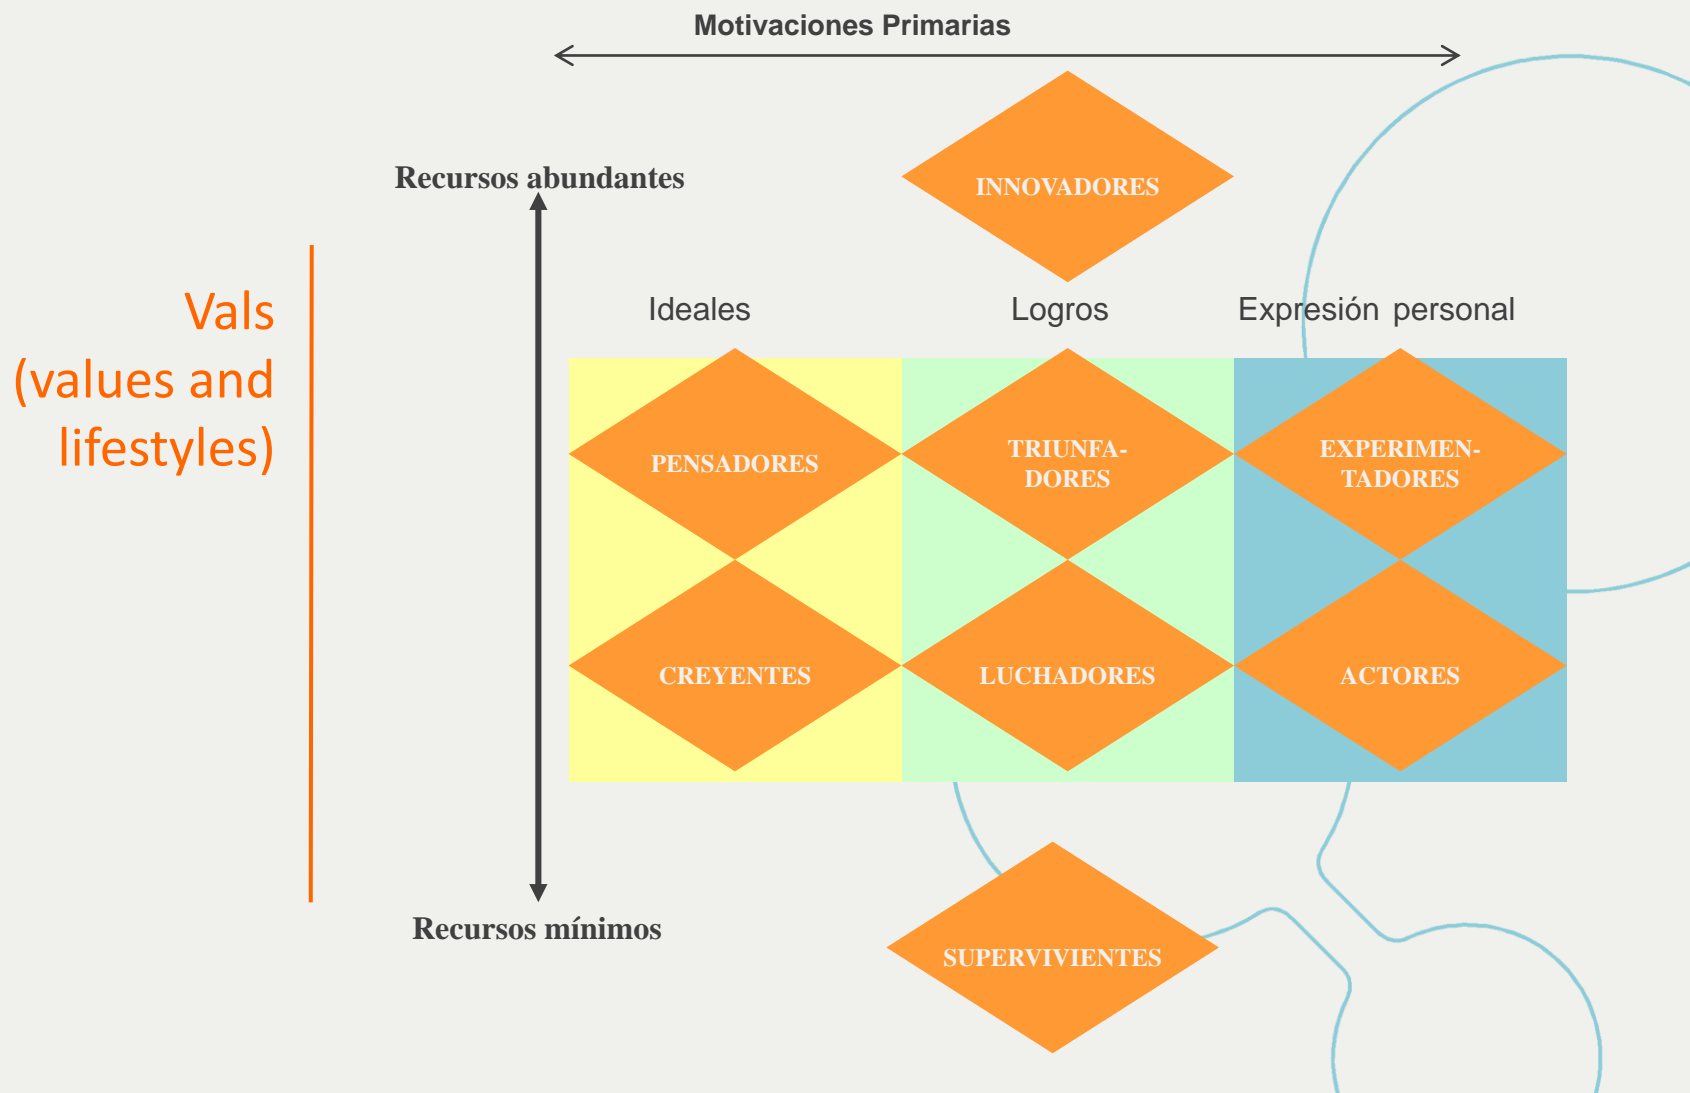 Motivaciones Primarias
Recursos abundantes
INNOVADORES
Vals
(values and
lifestyles)
Ideales
Logros
Expresión personal
PENSADORES
TRIUNFA-
DORES
EXPERIMEN-
TADORES
CREYENTES
LUCHADORES
ACTORES
Recursos mínimos
SUPERVIVIENTES